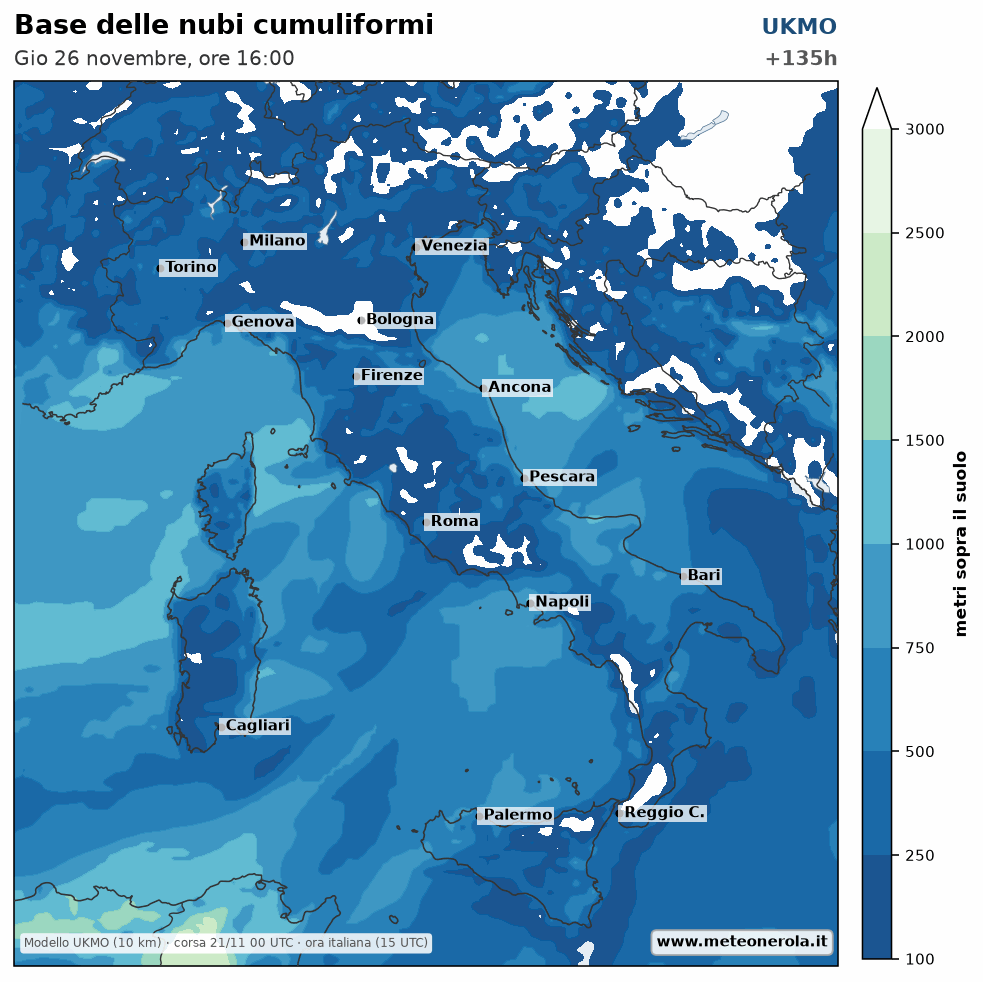 Base delle nubi cumuliformi
UKMO
Gio 26 novembre, ore 16:00
+135h
3000
2500
2000
1500
1000
750
500
250
100
metri sopra il suolo
Milano
Venezia
Torino
Genova
Bologna
Firenze
Ancona
Pescara
Roma
Bari
Napoli
Cagliari
Palermo
Reggio C.
Modello UKMO (10 km) · corsa 21/11 00 UTC · ora italiana (15 UTC)
www.meteonerola.it